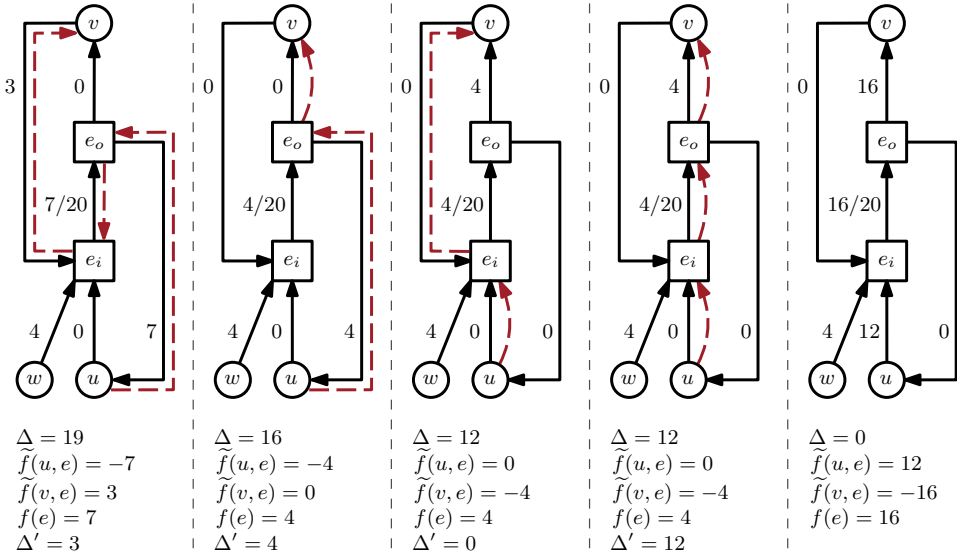 v
3
0
e_o
7/20
e_i
4
0
7
w
u
Δ = 19
f̃(u, e) = −7
f̃(v, e) = 3
f(e) = 7
Δ′ = 3
v
0
0
e_o
4/20
e_i
4
0
4
w
u
Δ = 16
f̃(u, e) = −4
f̃(v, e) = 0
f(e) = 4
Δ′ = 4
v
0
4
e_o
4/20
e_i
4
0
0
w
u
Δ = 12
f̃(u, e) = 0
f̃(v, e) = −4
f(e) = 4
Δ′ = 0
v
0
4
e_o
4/20
e_i
4
0
0
w
u
Δ = 12
f̃(u, e) = 0
f̃(v, e) = −4
f(e) = 4
Δ′ = 12
v
0
16
e_o
16/20
e_i
4
12
0
w
u
Δ = 0
f̃(u, e) = 12
f̃(v, e) = −16
f(e) = 16